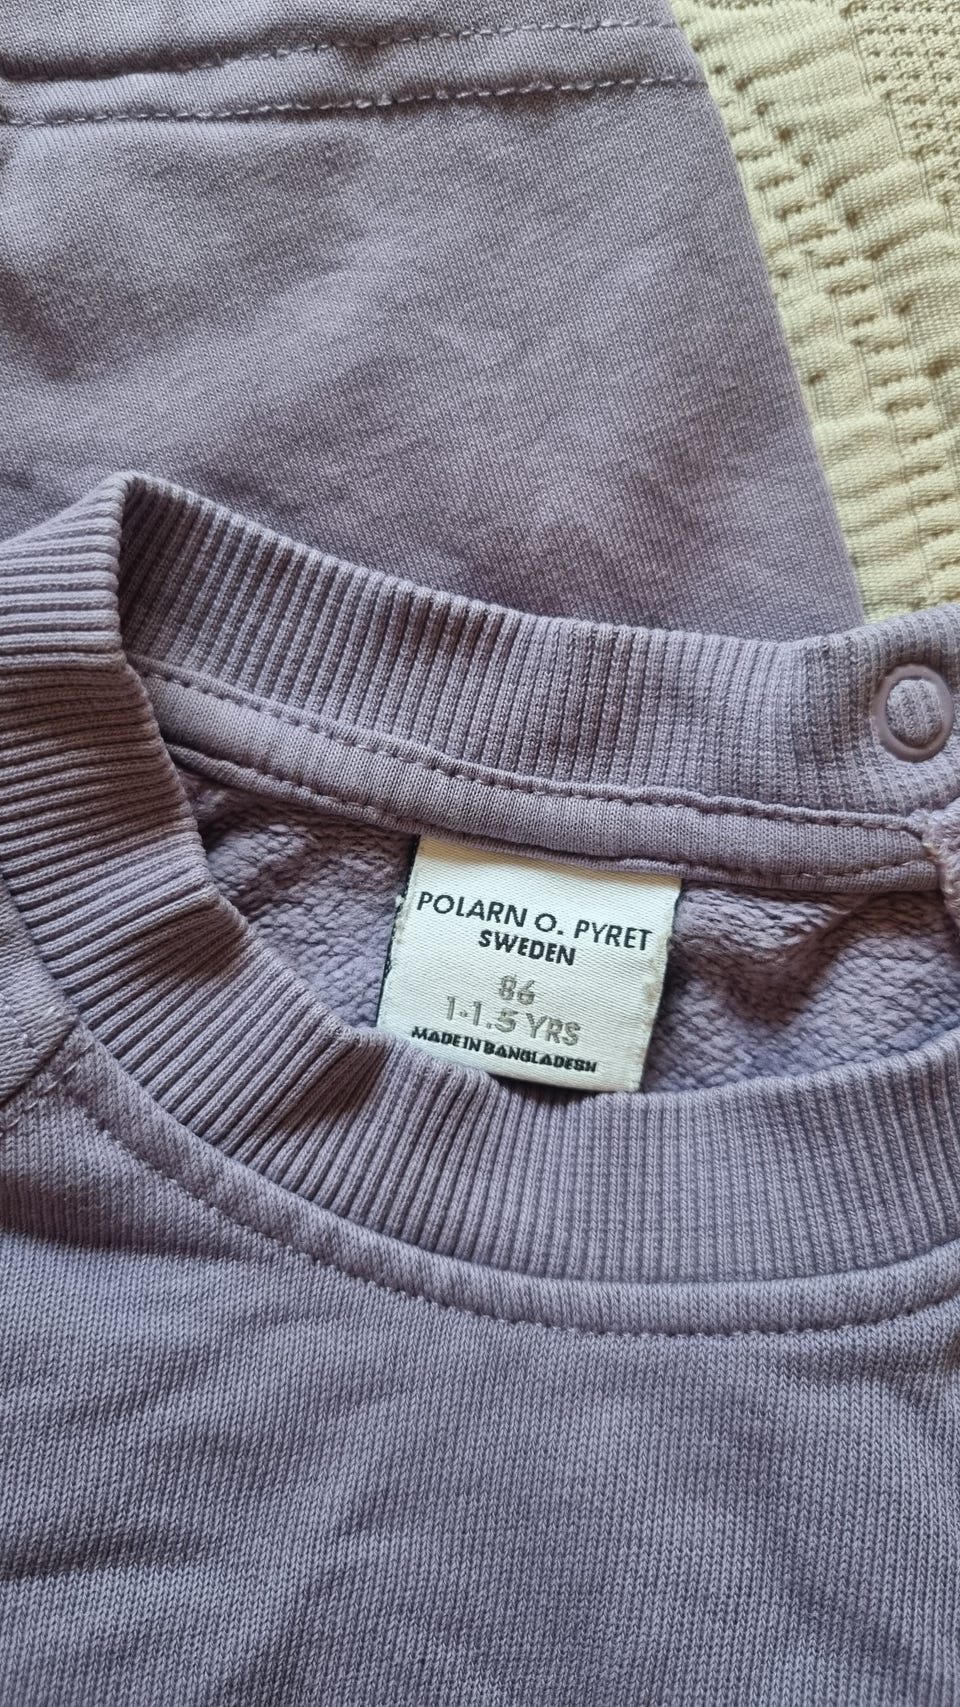 POLARN O. PYRET
SWEDEN
86
1-1.5 YRS
MADE IN BANGLADESH